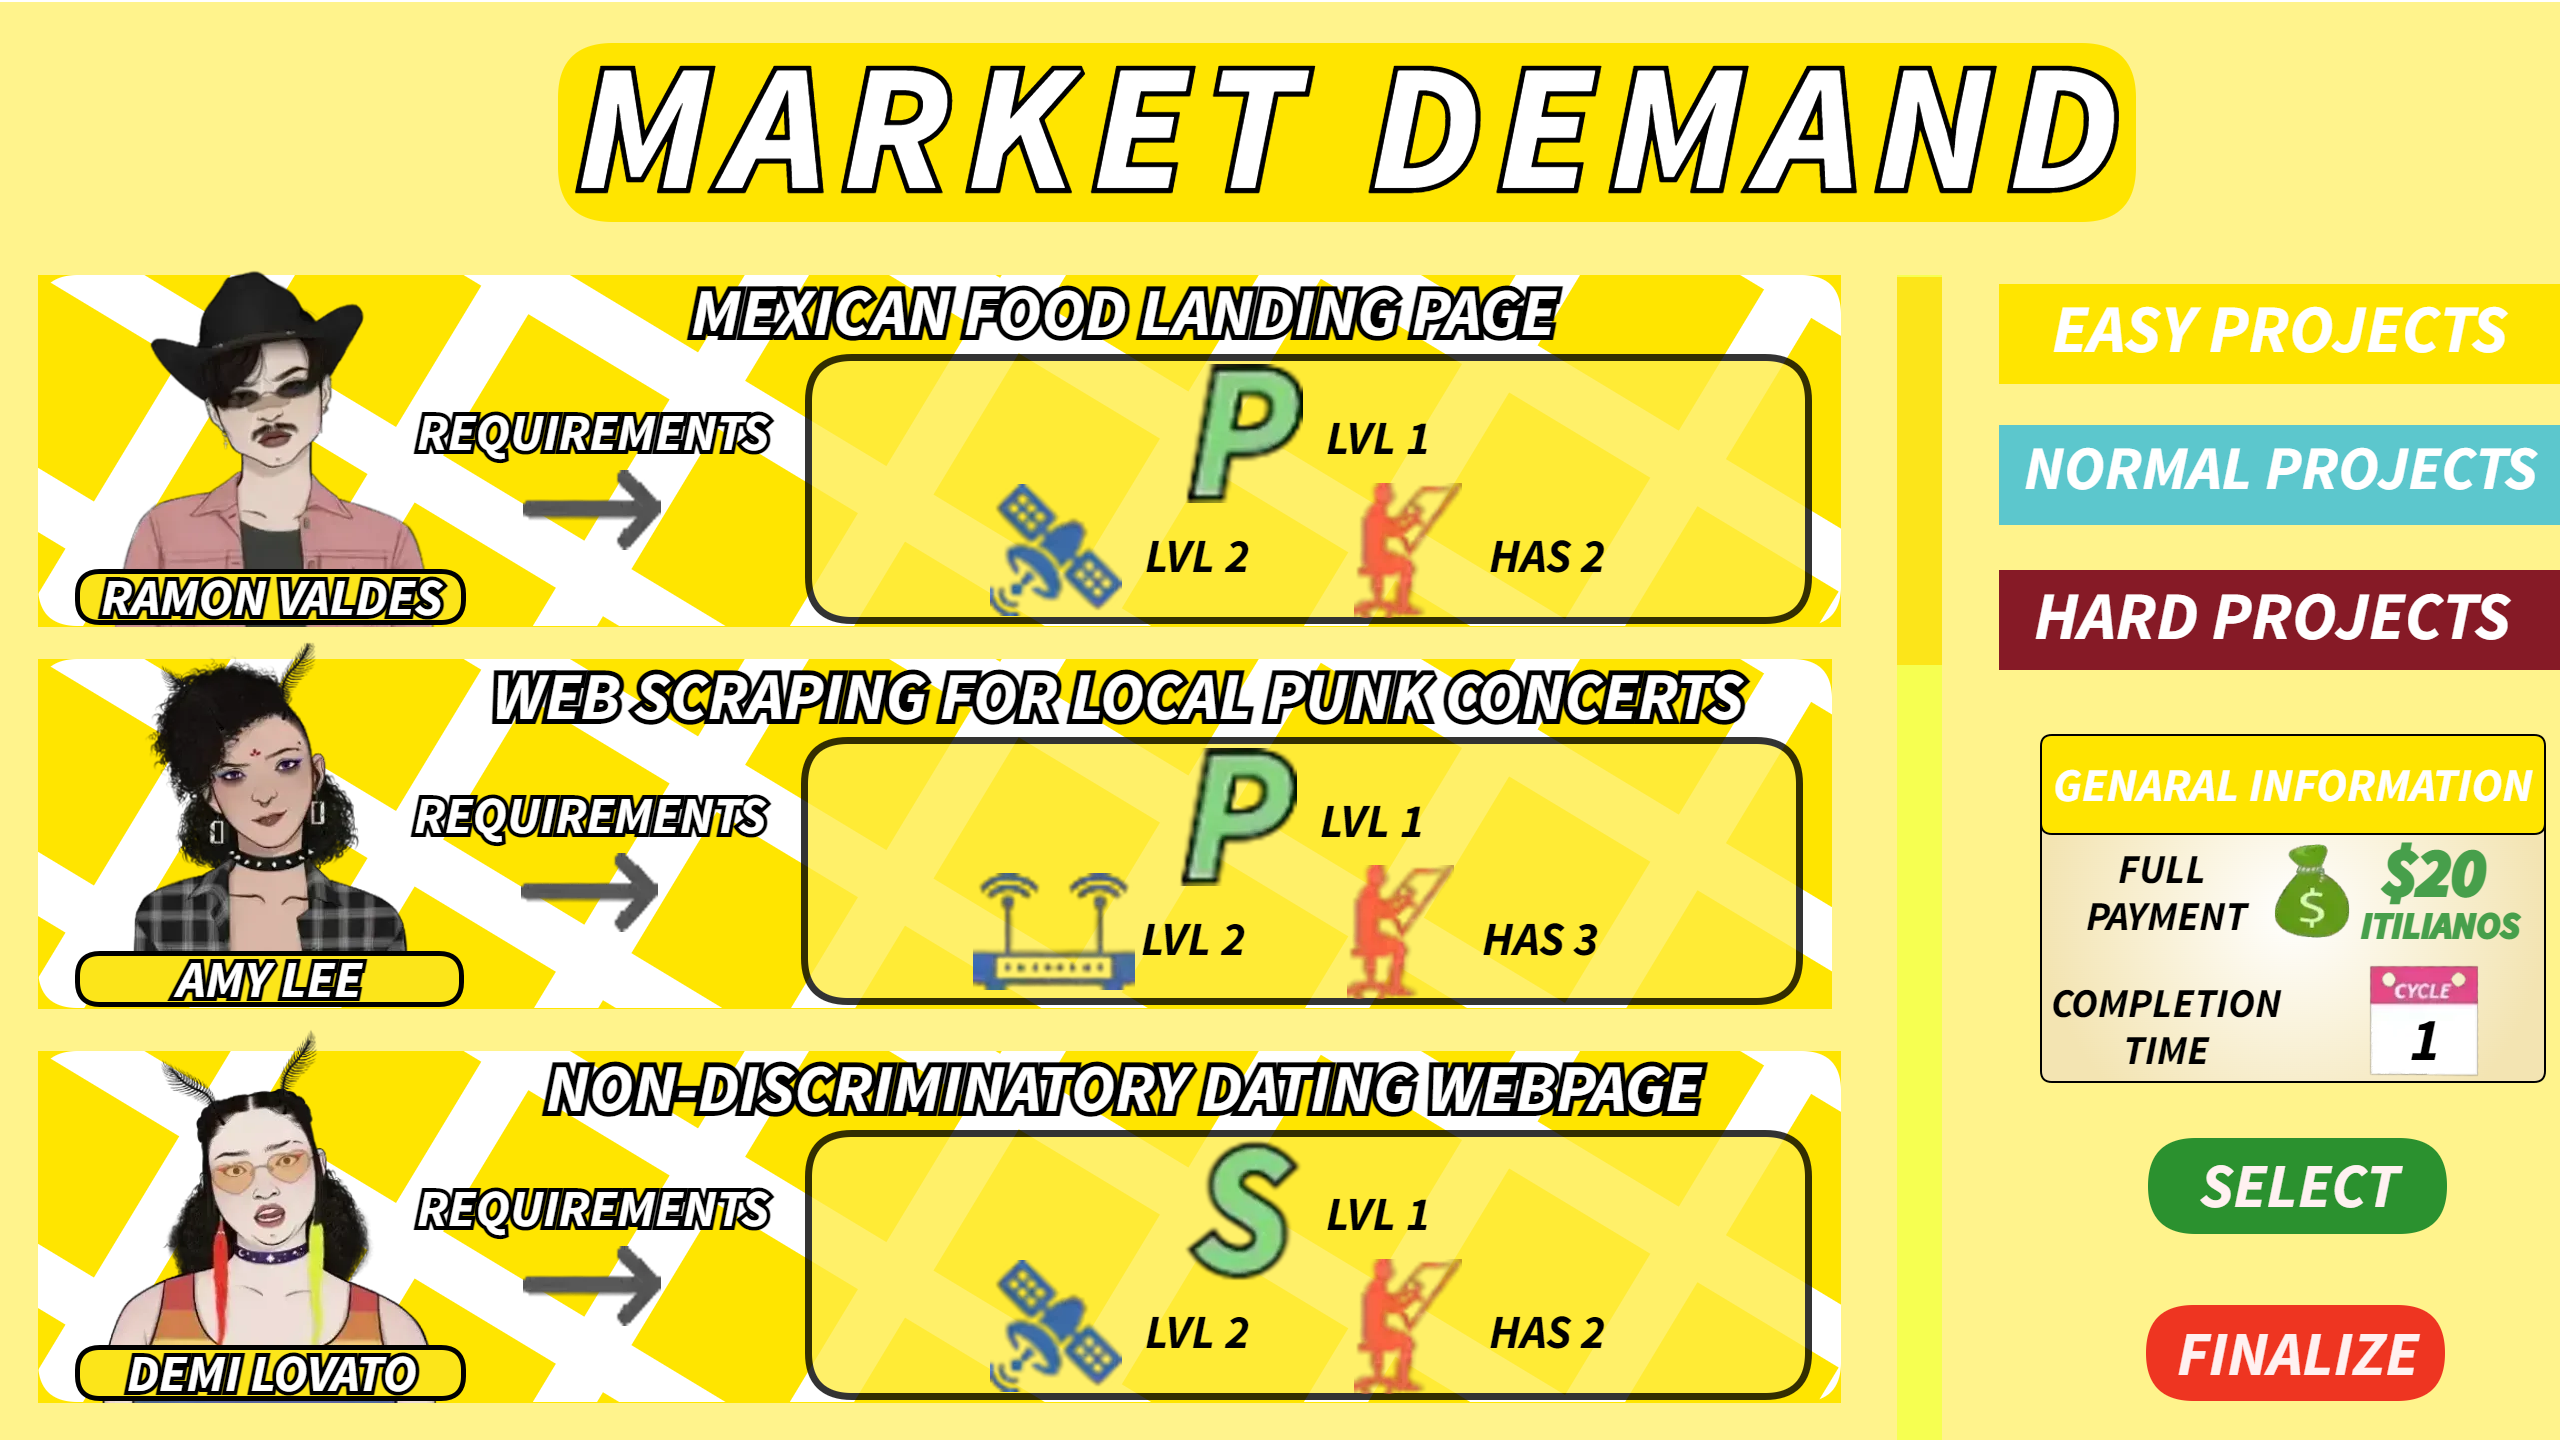 MARKET DEMAND
MEXICAN FOOD LANDING PAGE
REQUIREMENTS
P LVL 1
LVL 2
HAS 2
RAMON VALDES
WEB SCRAPING FOR LOCAL PUNK CONCERTS
REQUIREMENTS
P LVL 1
LVL 2
HAS 3
AMY LEE
NON-DISCRIMINATORY DATING WEBPAGE
REQUIREMENTS
S LVL 1
LVL 2
HAS 2
DEMI LOVATO
EASY PROJECTS
NORMAL PROJECTS
HARD PROJECTS
GENARAL INFORMATION
FULL
PAYMENT
$
$20
ITILIANOS
COMPLETION
TIME
CYCLE
1
SELECT
FINALIZE